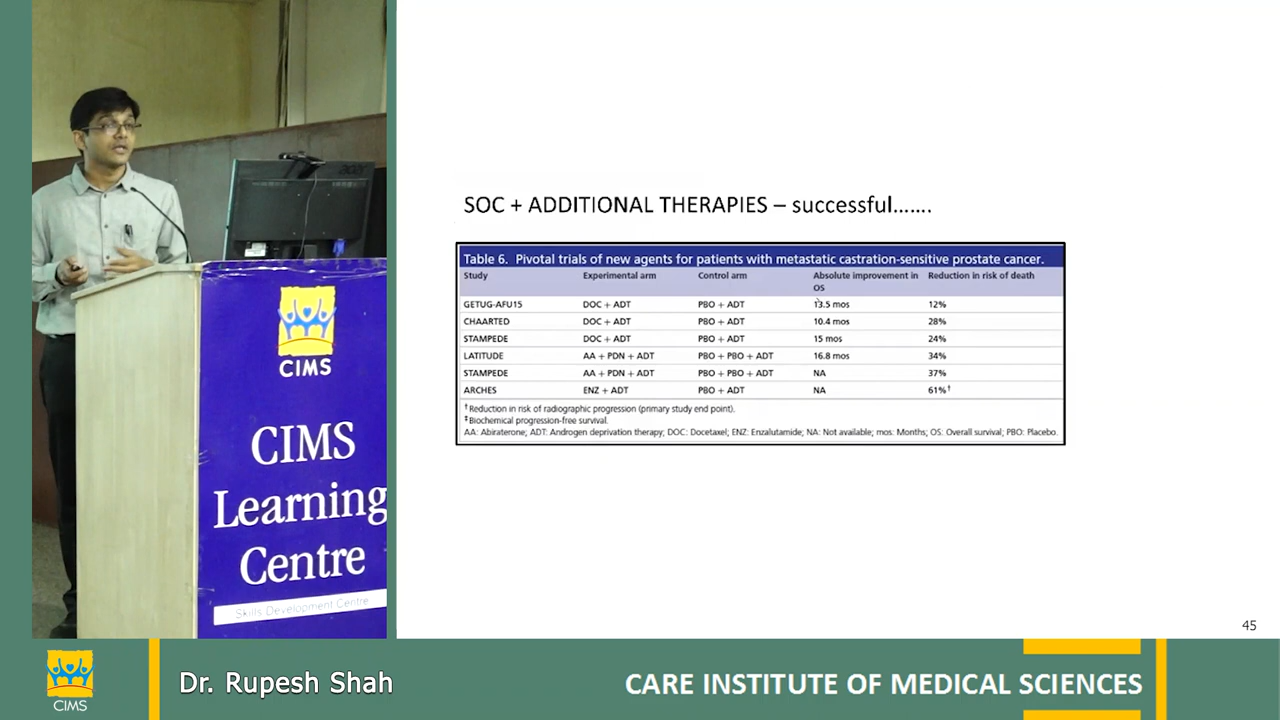 acer
CIMS
CIMS
Learning
Centre
Skills Development Centre
SOC + ADDITIONAL THERAPIES – successful…….
Table 6. Pivotal trials of new agents for patients with metastatic castration-sensitive prostate cancer.
Study Experimental arm Control arm Absolute improvement in OS Reduction in risk of death
GETUG-AFU15 DOC + ADT PBO + ADT 13.5 mos 12%
CHAARTED DOC + ADT PBO + ADT 10.4 mos 28%
STAMPEDE DOC + ADT PBO + ADT 15 mos 24%
LATITUDE AA + PDN + ADT PBO + PBO + ADT 16.8 mos 34%
STAMPEDE AA + PDN + ADT PBO + PBO + ADT NA 37%
ARCHES ENZ + ADT PBO + ADT NA 61%†
†Reduction in risk of radiographic progression (primary study end point).
‡Biochemical progression-free survival.
AA: Abiraterone; ADT: Androgen deprivation therapy; DOC: Docetaxel; ENZ: Enzalutamide; NA: Not available; mos: Months; OS: Overall survival; PBO: Placebo.
45
CIMS
Dr. Rupesh Shah
CARE INSTITUTE OF MEDICAL SCIENCES